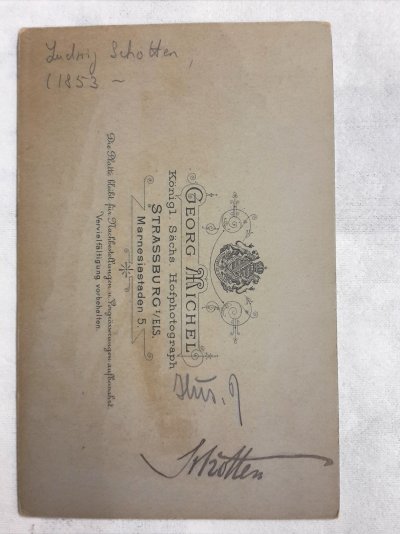 Ludwig Schotten,
(1853 ~
GEORG MICHEL
Königl. Sächs. Hofphotograph
STRASSBURG i/ELS.
Marnesiastaden 5.
Die Platte bleibt für Nachbestellungen u. Vergrösserungen aufbewahrt.
Vervielfältigung vorbehalten.
Schotten